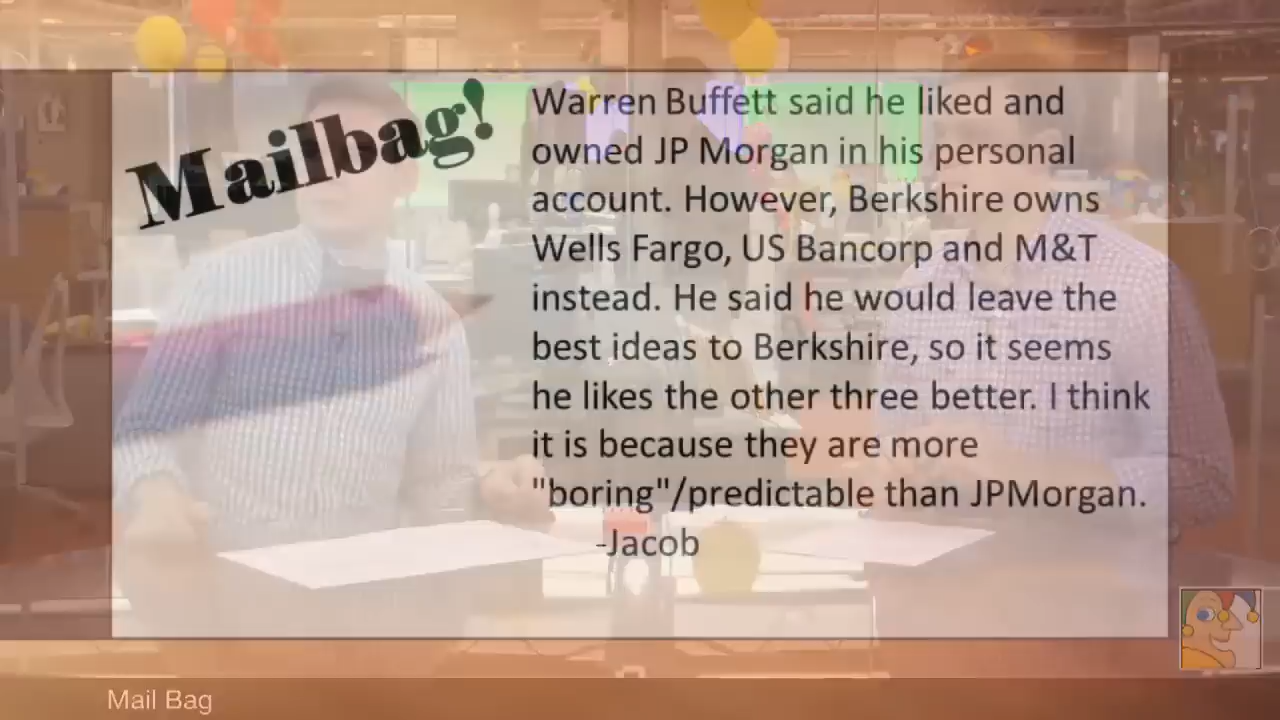 Mailbag!
Warren Buffett said he liked and
owned JP Morgan in his personal
account. However, Berkshire owns
Wells Fargo, US Bancorp and M&T
instead. He said he would leave the
best ideas to Berkshire, so it seems
he likes the other three better. I think
it is because they are more
"boring"/predictable than JPMorgan.
-Jacob
Mail Bag